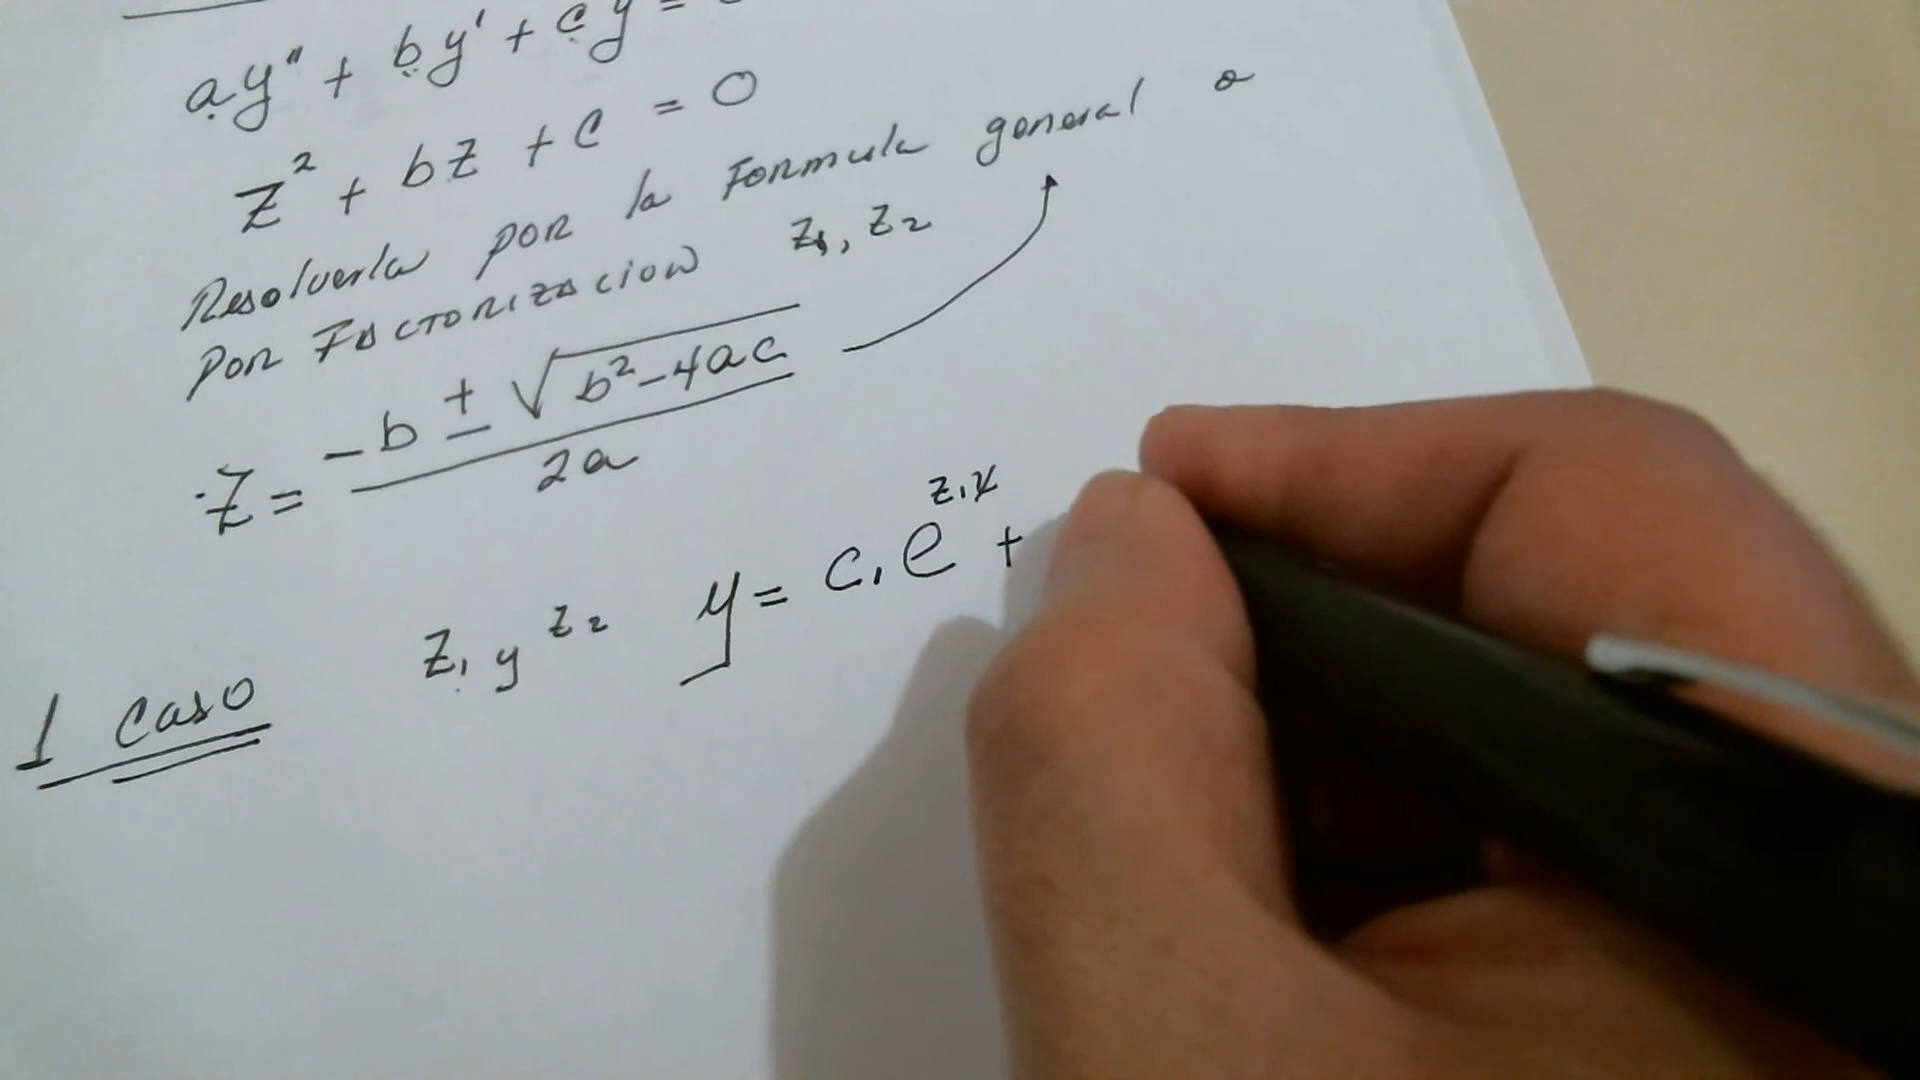 ay" + by' + cy =
z² + bz + c = 0
Resolverla por la Formula general o
por Factorizacion z₁, z₂
z = -b ± √b²-4ac / 2a
1 caso z₁ y z₂ y = c₁e^z₁x +